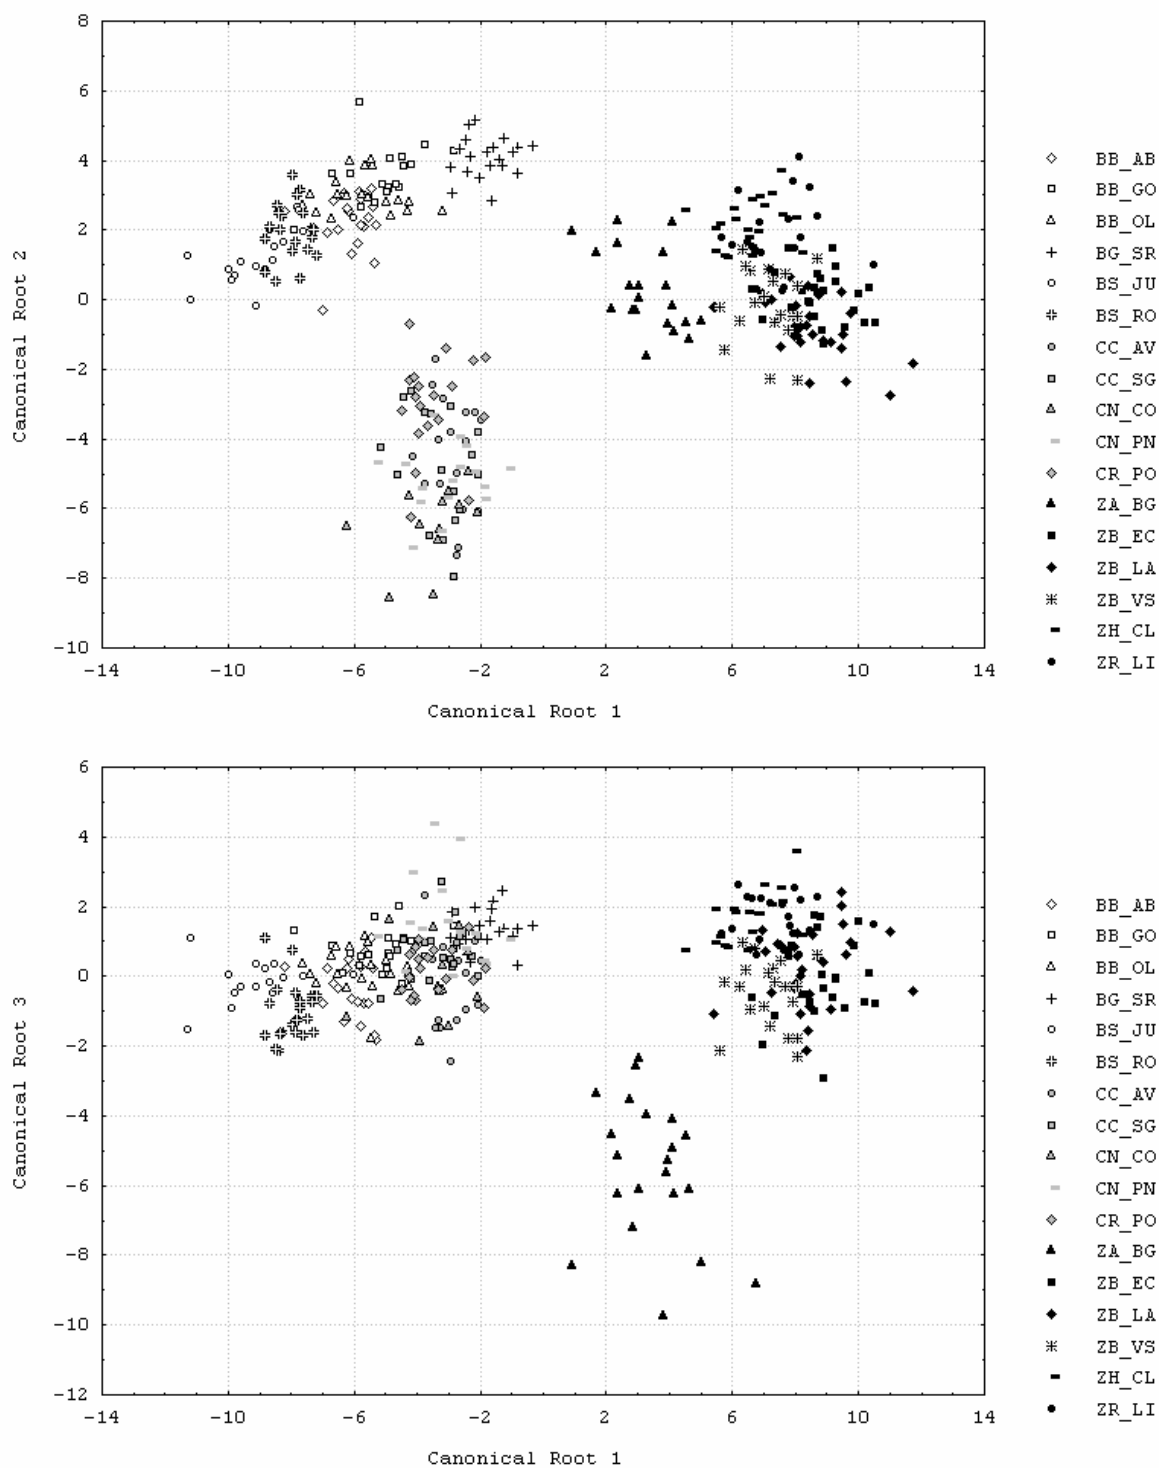 8
6
4
2
0
-2
-4
-6
-8
-10
-14
-10
-6
-2
2
6
10
14
Canonical Root 2
Canonical Root 1
BB_AB
BB_GO
BB_OL
BG_SR
BS_JU
BS_RO
CC_AV
CC_SG
CN_CO
CN_PN
CR_PO
ZA_BG
ZB_EC
ZB_LA
ZB_VS
ZH_CL
ZR_LI
6
4
2
0
-2
-4
-6
-8
-10
-12
-14
-10
-6
-2
2
6
10
14
Canonical Root 3
Canonical Root 1
BB_AB
BB_GO
BB_OL
BG_SR
BS_JU
BS_RO
CC_AV
CC_SG
CN_CO
CN_PN
CR_PO
ZA_BG
ZB_EC
ZB_LA
ZB_VS
ZH_CL
ZR_LI